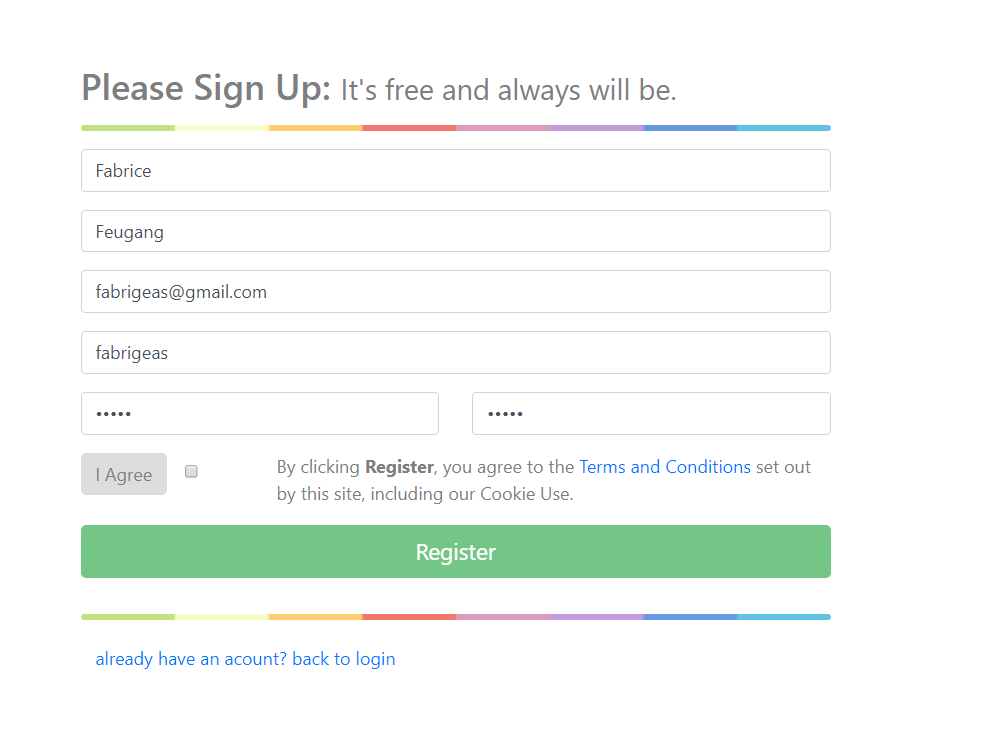 Please Sign Up: It's free and always will be.
Fabrice
Feugang
fabrigeas@gmail.com
fabrigeas
••••• •••••
I Agree
By clicking Register, you agree to the Terms and Conditions set out
by this site, including our Cookie Use.
Register
already have an acount? back to login